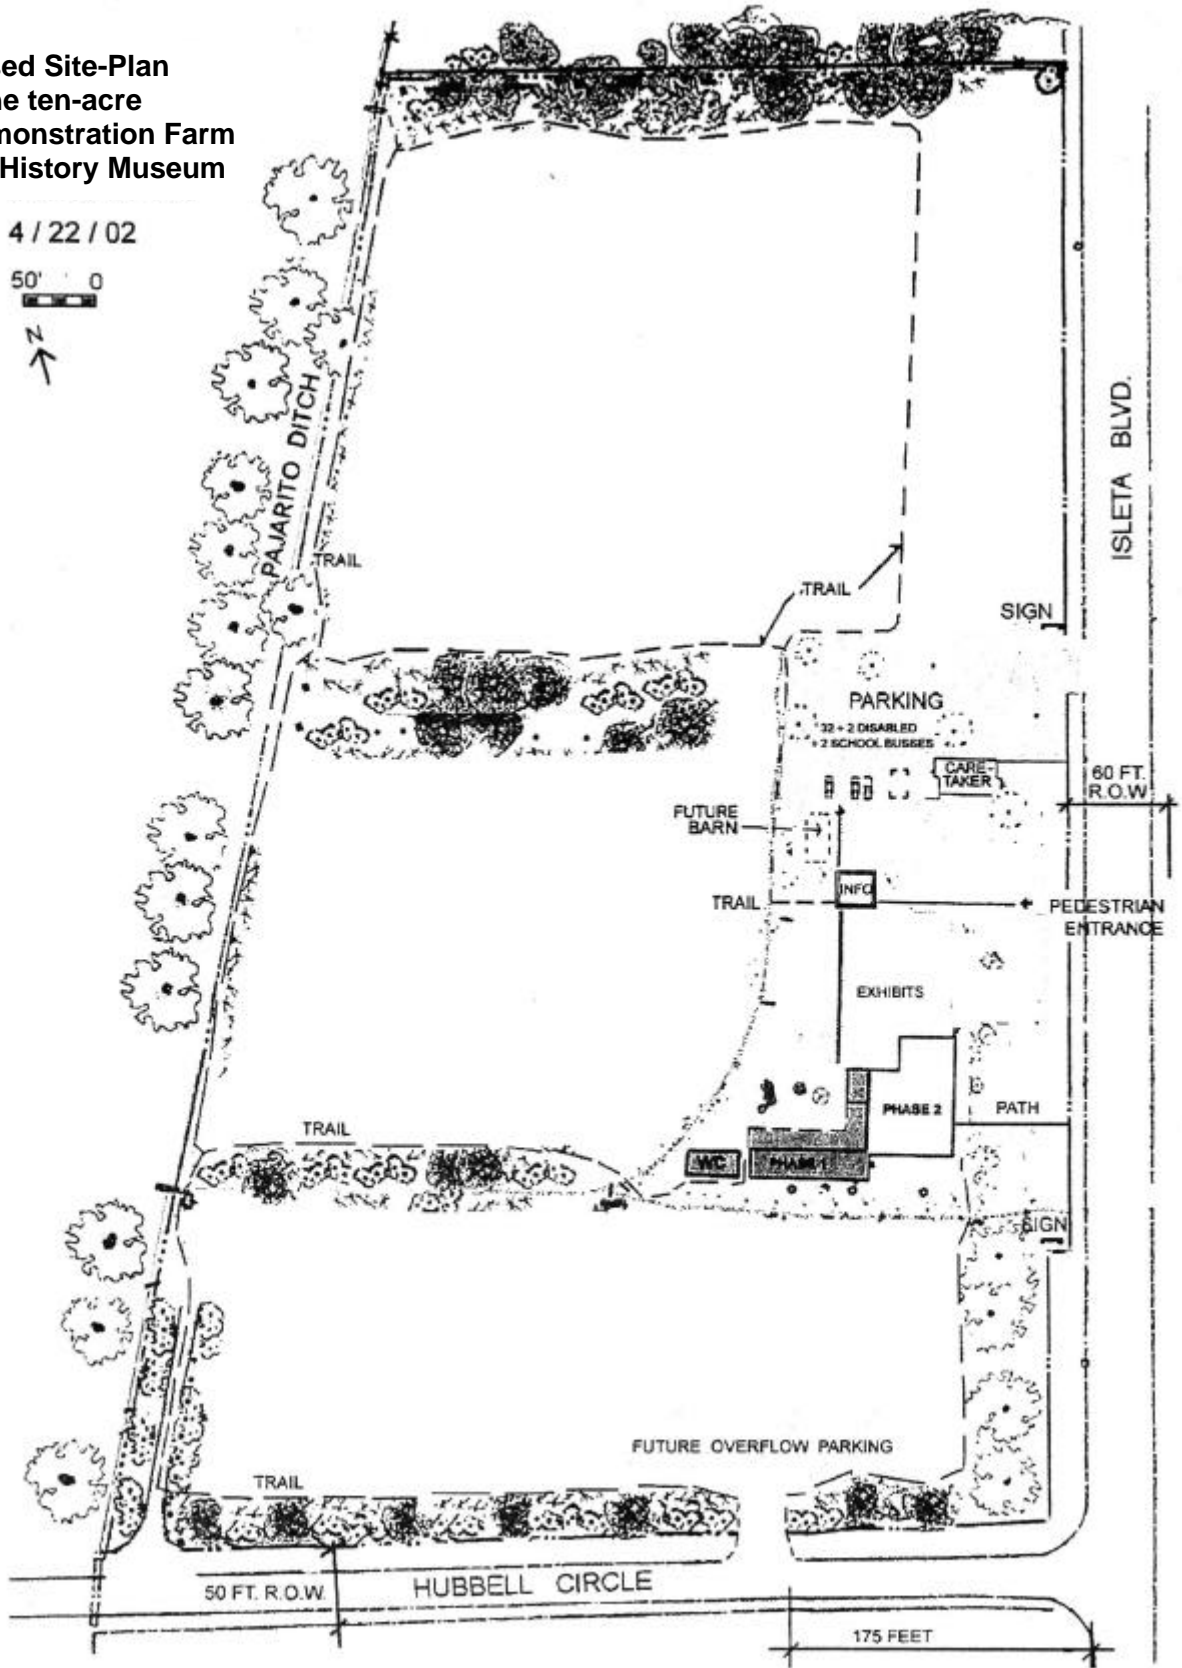 sed Site-Plan
ne ten-acre
monstration Farm
History Museum
4 / 22 / 02
50' 0
N
PAJARITO DITCH
TRAIL
TRAIL
ISLETA BLVD.
SIGN
PARKING
32 + 2 DISABLED
+ 2 SCHOOL BUSSES
CARE-
TAKER
60 FT.
R.O.W
FUTURE
BARN
INFO
TRAIL
PEDESTRIAN
ENTRANCE
EXHIBITS
PHASE 2
PATH
TRAIL
WC
PHASE 1
SIGN
FUTURE OVERFLOW PARKING
TRAIL
50 FT. R.O.W.
HUBBELL CIRCLE
175 FEET